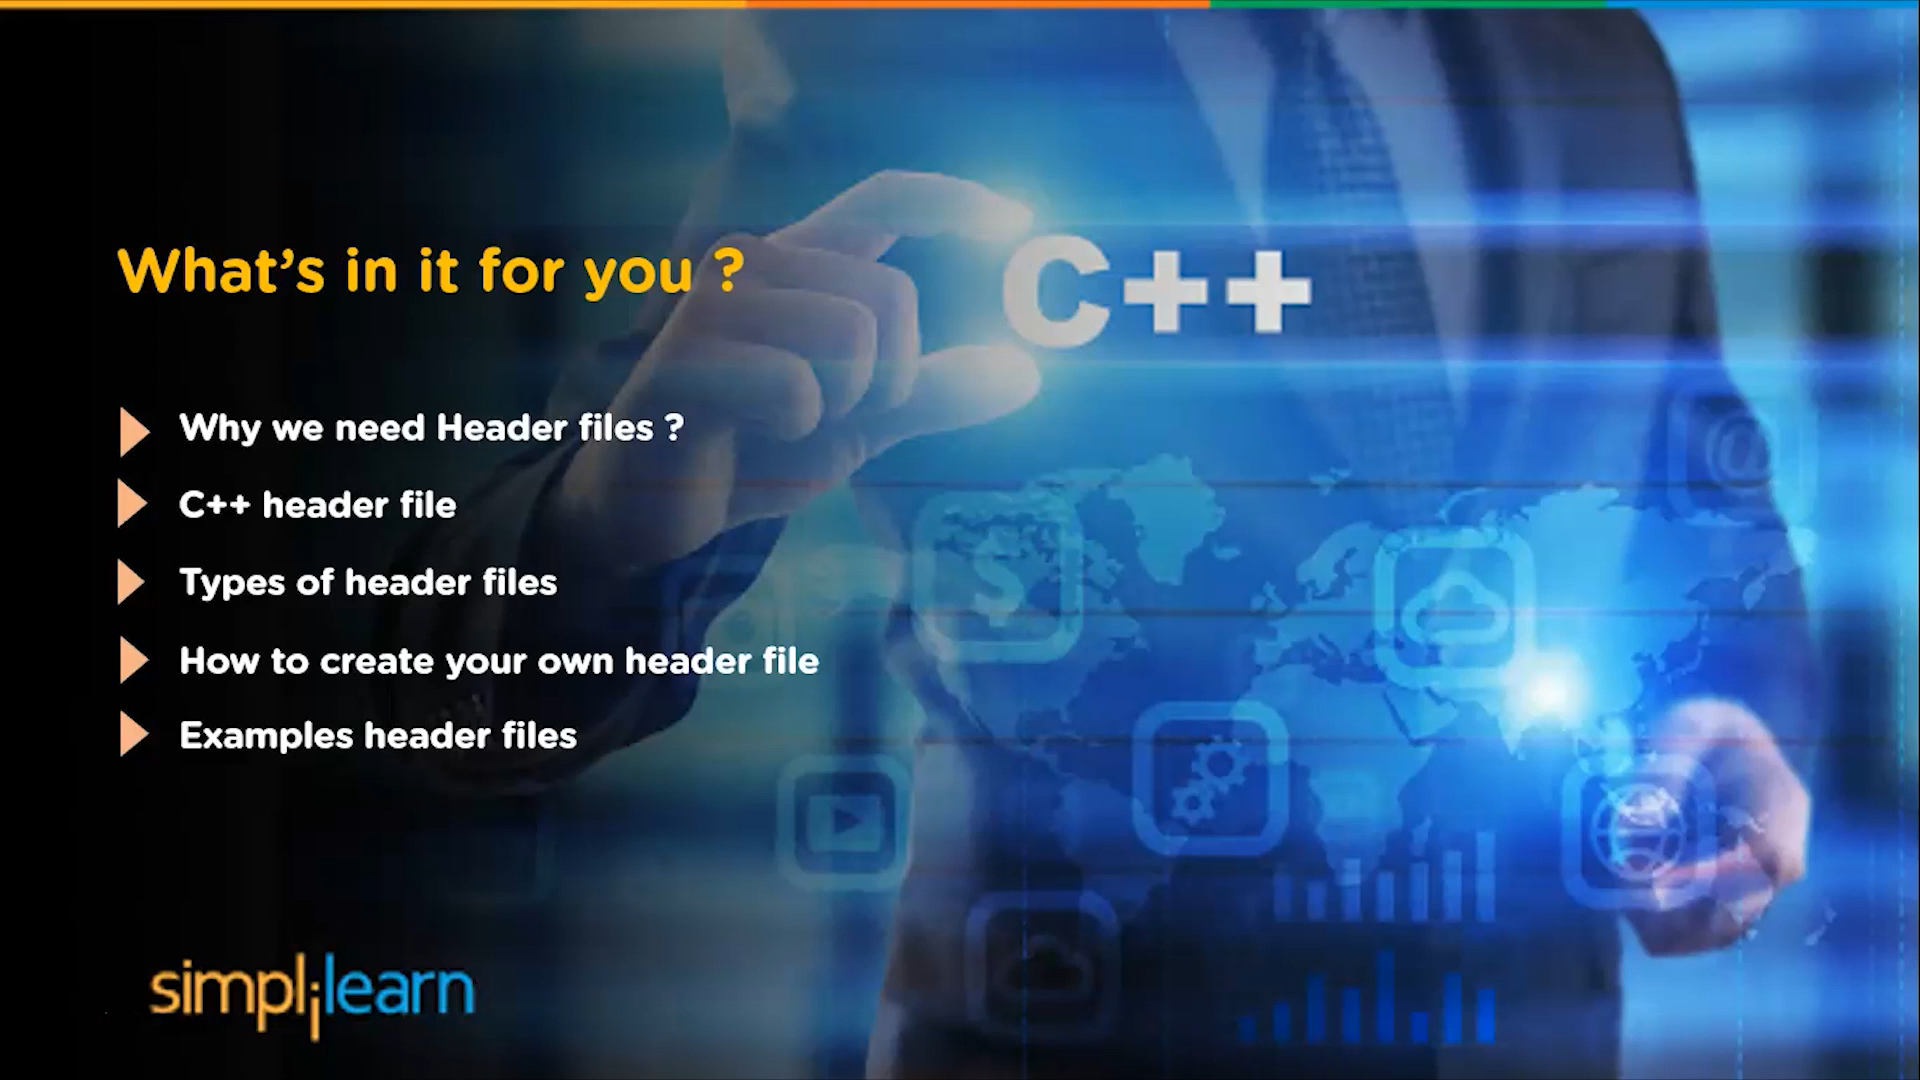 What's in it for you ?
C++
Why we need Header files ?
C++ header file
Types of header files
How to create your own header file
Examples header files
simplilearn